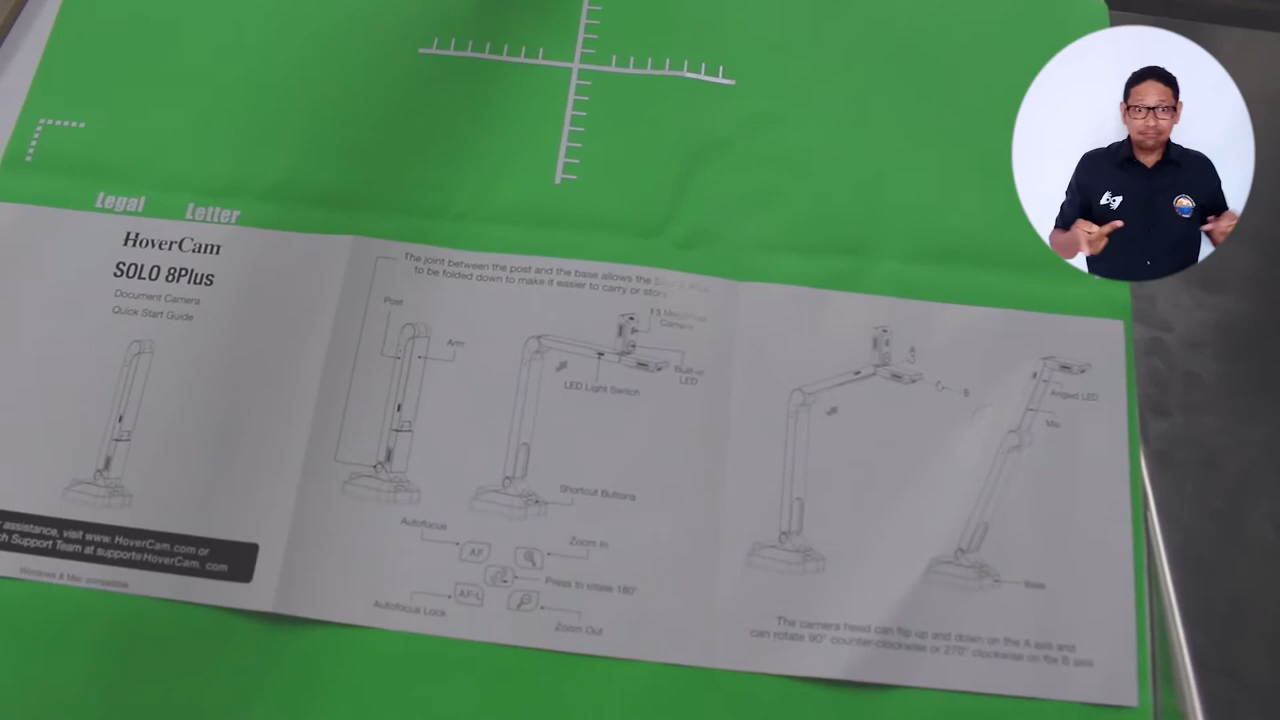 Legal Letter
HoverCam
SOLO 8Plus
Document Camera
Quick Start Guide
assistance, visit www. HoverCam.com or
Support Team at support@HoverCam. com
Windows & Mac compatible
The joint between the post and the base allows the
to be folded down to make it easier to carry or store
Post
Arm
Camera
Built-in
LED
LED Light Switch
Shortcut Buttons
Autofocus
AF
Zoom In
Press to rotate 180°
AF-L
Autofocus Lock
Zoom Out
A
B
Angled LED
Mic
Base
The camera head can flip up and down on the A axis and
can rotate 90° counter-clockwise or 270° clockwise on the B axis